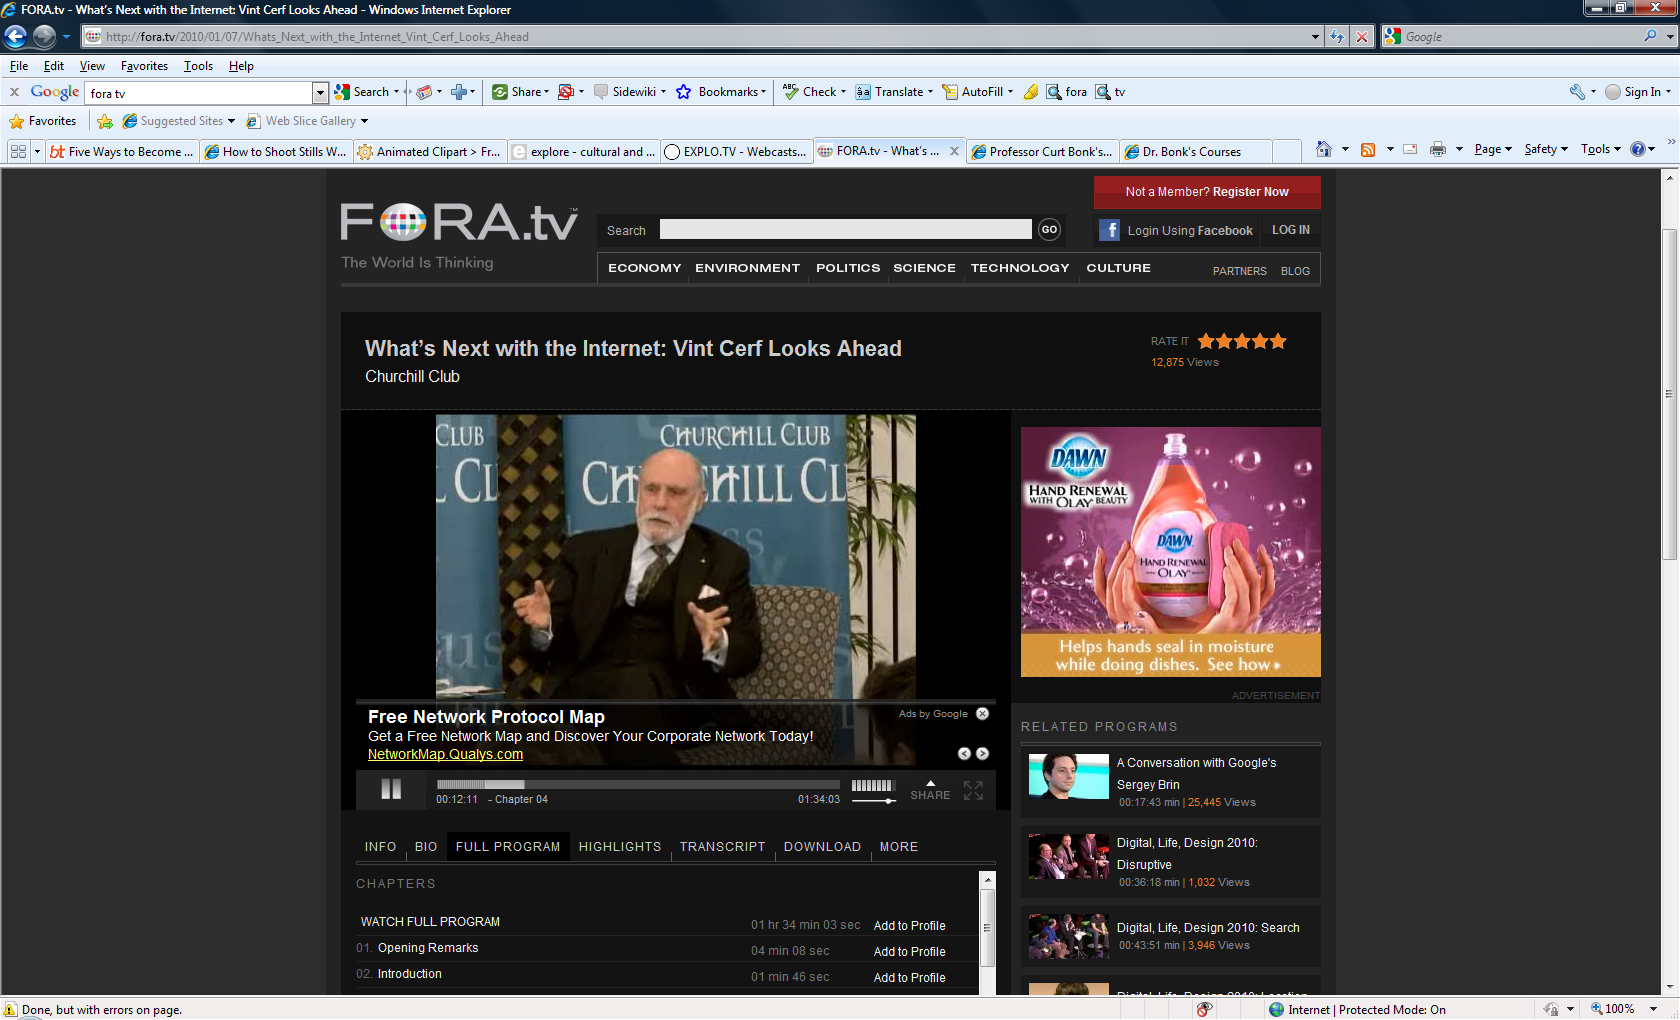 FORA.tv - What's Next with the Internet: Vint Cerf Looks Ahead - Windows Internet Explorer
http://fora.tv/2010/01/07/Whats_Next_with_the_Internet_Vint_Cerf_Looks_Ahead
Google
File Edit View Favorites Tools Help
Google fora tv Search Share Sidewiki Bookmarks Check Translate AutoFill fora tv Sign In
Favorites Suggested Sites Web Slice Gallery
Five Ways to Become ... How to Shoot Stills W... Animated Clipart > Fr... explore - cultural and ... EXPLO.TV - Webcasts... FORA.tv - What's ... Professor Curt Bonk's... Dr. Bonk's Courses Page Safety Tools
Not a Member? Register Now
FORA.tv
The World Is Thinking
Search GO
Login Using Facebook LOG IN
ECONOMY ENVIRONMENT POLITICS SCIENCE TECHNOLOGY CULTURE PARTNERS BLOG
What's Next with the Internet: Vint Cerf Looks Ahead
Churchill Club
RATE IT
12,875 Views
CLUB CHURCHILL CLUB
CHURCHILL CL
Free Network Protocol Map
Ads by Google
Get a Free Network Map and Discover Your Corporate Network Today!
NetworkMap.Qualys.com
00:12:11 - Chapter 04 01:34:03 SHARE
INFO BIO FULL PROGRAM HIGHLIGHTS TRANSCRIPT DOWNLOAD MORE
CHAPTERS
WATCH FULL PROGRAM 01 hr 34 min 03 sec Add to Profile
01. Opening Remarks 04 min 08 sec Add to Profile
02. Introduction 01 min 46 sec Add to Profile
DAWN
HAND RENEWAL
WITH OLAY BEAUTY
DAWN
HAND RENEWAL
OLAY
Helps hands seal in moisture
while doing dishes. See how
ADVERTISEMENT
RELATED PROGRAMS
A Conversation with Google's
Sergey Brin
00:17:43 min | 25,445 Views
Digital, Life, Design 2010:
Disruptive
00:36:18 min | 1,032 Views
Digital, Life, Design 2010: Search
00:43:51 min | 3,946 Views
Digital, Life, Design 2010: Location
Done, but with errors on page.
Internet | Protected Mode: On
100%